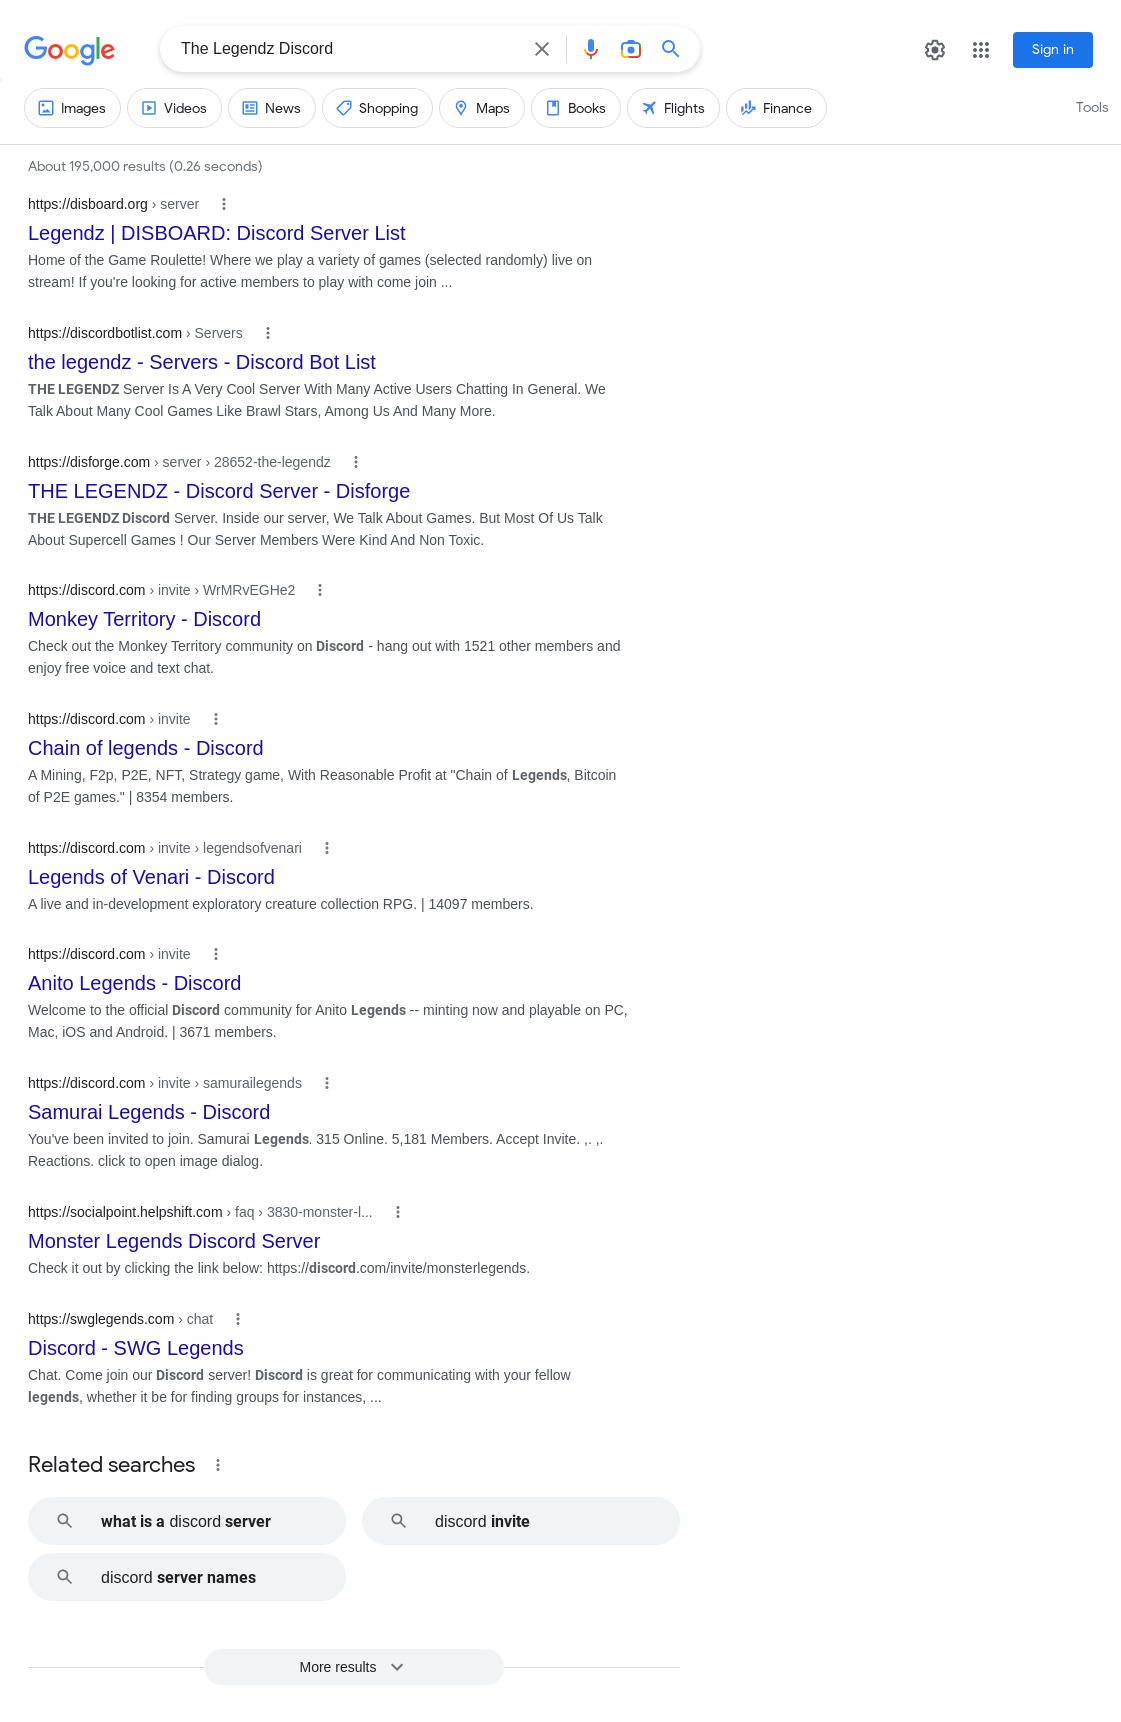 Google
The Legendz Discord
Sign in
Images
Videos
News
Shopping
Maps
Books
Flights
Finance
Tools
About 195,000 results (0.26 seconds)
https://disboard.org › server
Legendz | DISBOARD: Discord Server List
Home of the Game Roulette! Where we play a variety of games (selected randomly) live on
stream! If you're looking for active members to play with come join ...
https://discordbotlist.com › Servers
the legendz - Servers - Discord Bot List
THE LEGENDZ Server Is A Very Cool Server With Many Active Users Chatting In General. We
Talk About Many Cool Games Like Brawl Stars, Among Us And Many More.
https://disforge.com › server › 28652-the-legendz
THE LEGENDZ - Discord Server - Disforge
THE LEGENDZ Discord Server. Inside our server, We Talk About Games. But Most Of Us Talk
About Supercell Games ! Our Server Members Were Kind And Non Toxic.
https://discord.com › invite › WrMRvEGHe2
Monkey Territory - Discord
Check out the Monkey Territory community on Discord - hang out with 1521 other members and
enjoy free voice and text chat.
https://discord.com › invite
Chain of legends - Discord
A Mining, F2p, P2E, NFT, Strategy game, With Reasonable Profit at "Chain of Legends, Bitcoin
of P2E games." | 8354 members.
https://discord.com › invite › legendsofvenari
Legends of Venari - Discord
A live and in-development exploratory creature collection RPG. | 14097 members.
https://discord.com › invite
Anito Legends - Discord
Welcome to the official Discord community for Anito Legends -- minting now and playable on PC,
Mac, iOS and Android. | 3671 members.
https://discord.com › invite › samurailegends
Samurai Legends - Discord
You've been invited to join. Samurai Legends. 315 Online. 5,181 Members. Accept Invite. ,. ,.
Reactions. click to open image dialog.
https://socialpoint.helpshift.com › faq › 3830-monster-l...
Monster Legends Discord Server
Check it out by clicking the link below: https://discord.com/invite/monsterlegends.
https://swglegends.com › chat
Discord - SWG Legends
Chat. Come join our Discord server! Discord is great for communicating with your fellow
legends, whether it be for finding groups for instances, ...
Related searches
what is a discord server
discord invite
discord server names
More results